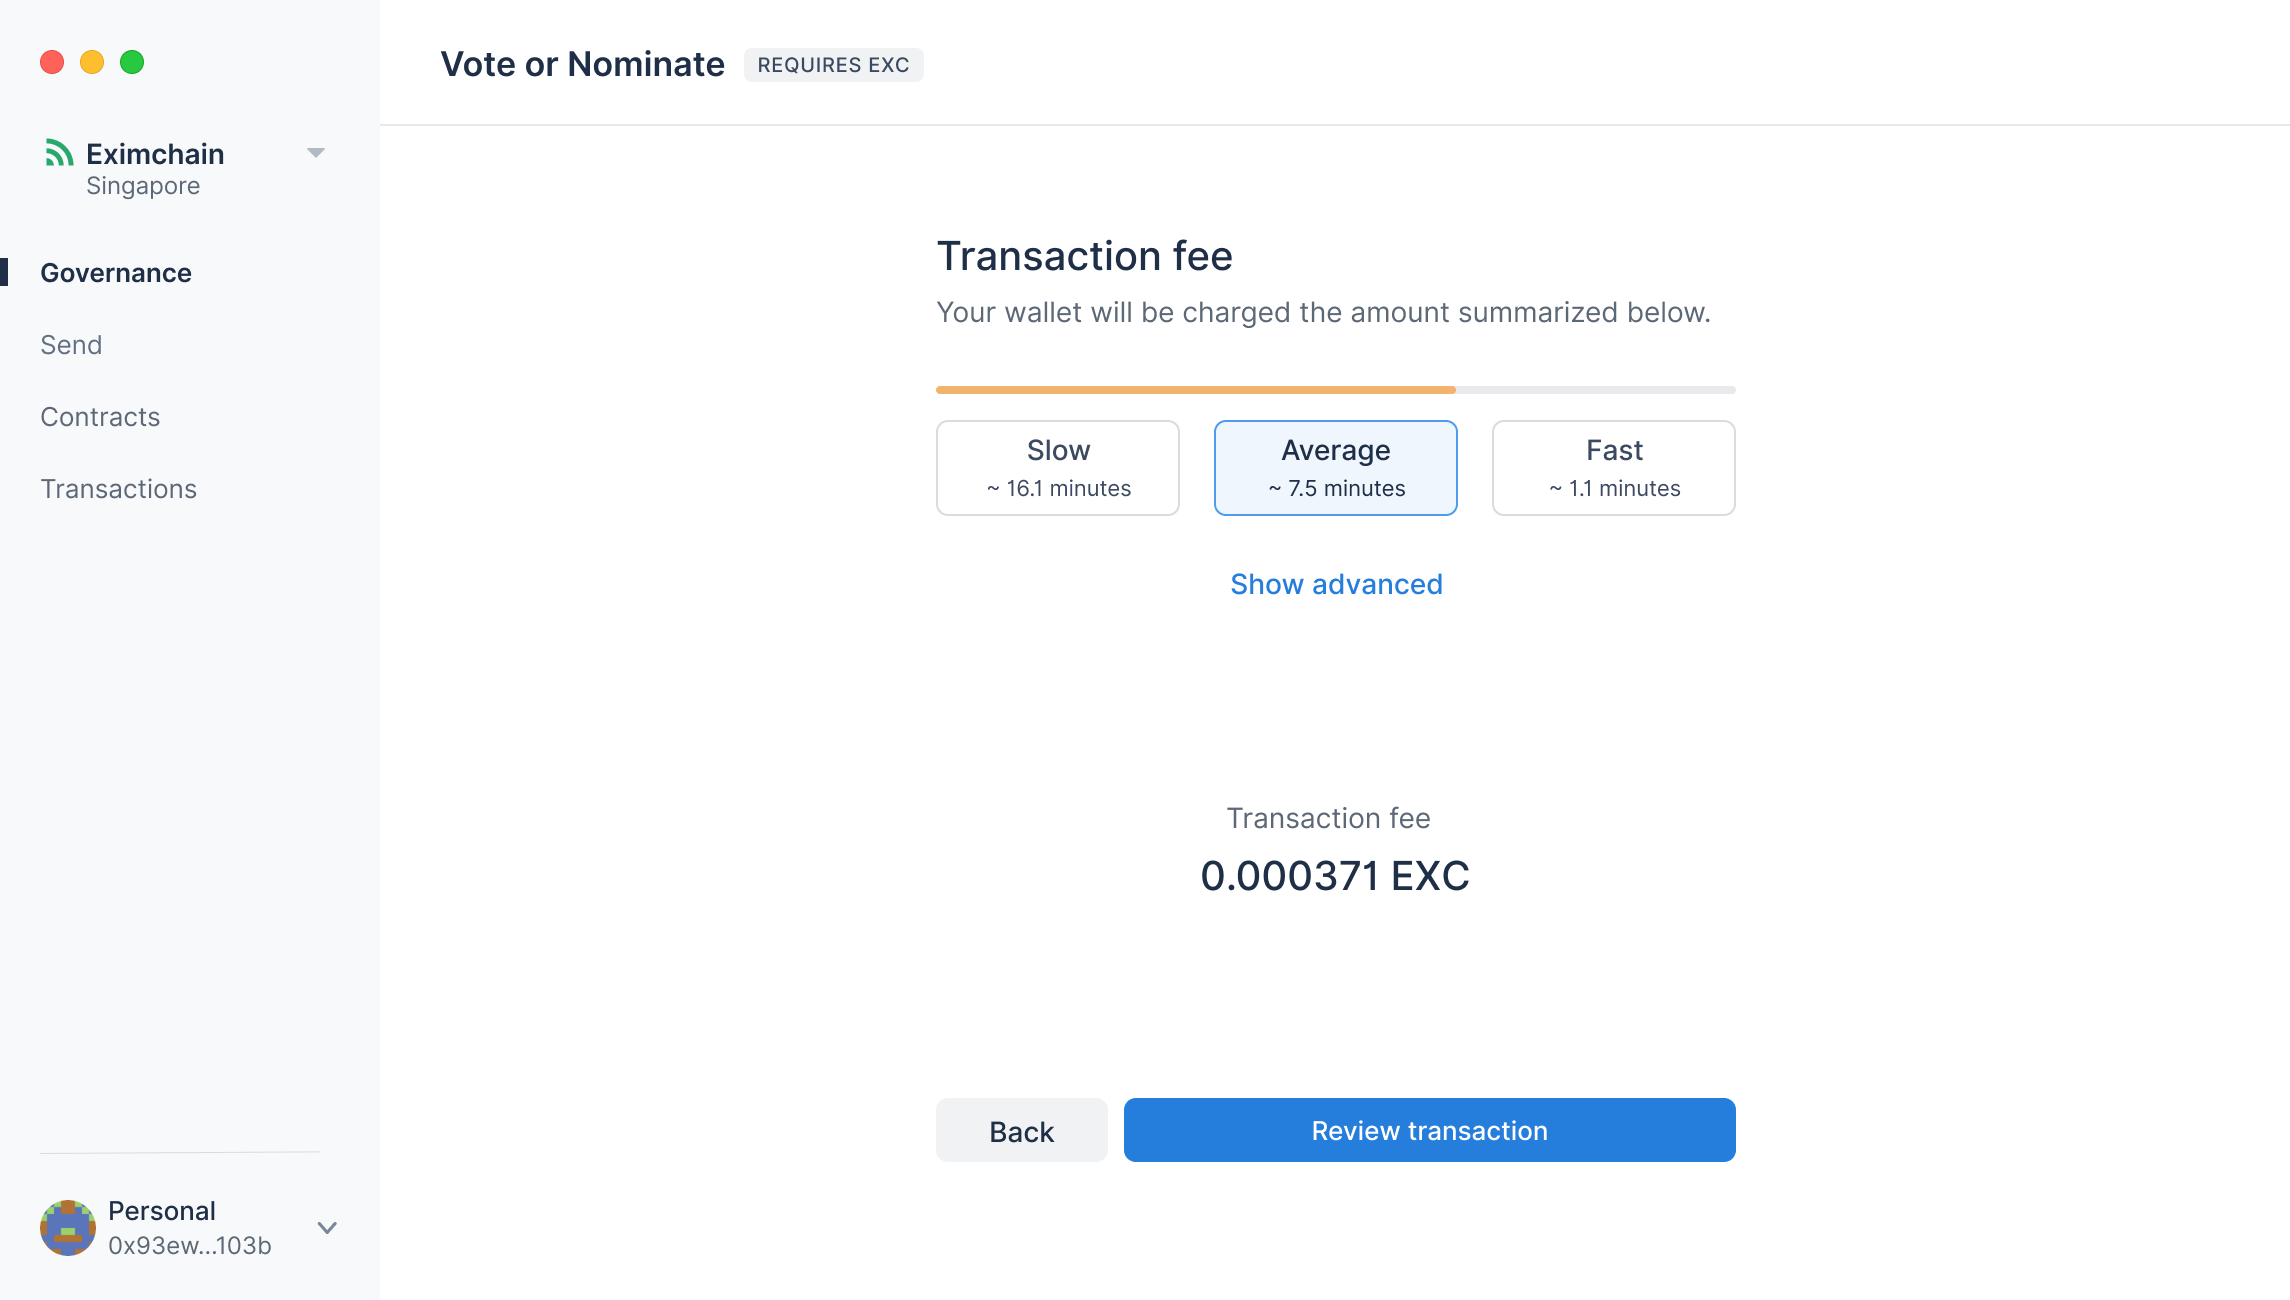 Vote or Nominate
REQUIRES EXC
Eximchain
Singapore
Governance
Send
Contracts
Transactions
Transaction fee
Your wallet will be charged the amount summarized below.
Slow
~ 16.1 minutes
Average
~ 7.5 minutes
Fast
~ 1.1 minutes
Show advanced
Transaction fee
0.000371 EXC
Back
Review transaction
Personal
0x93ew...103b